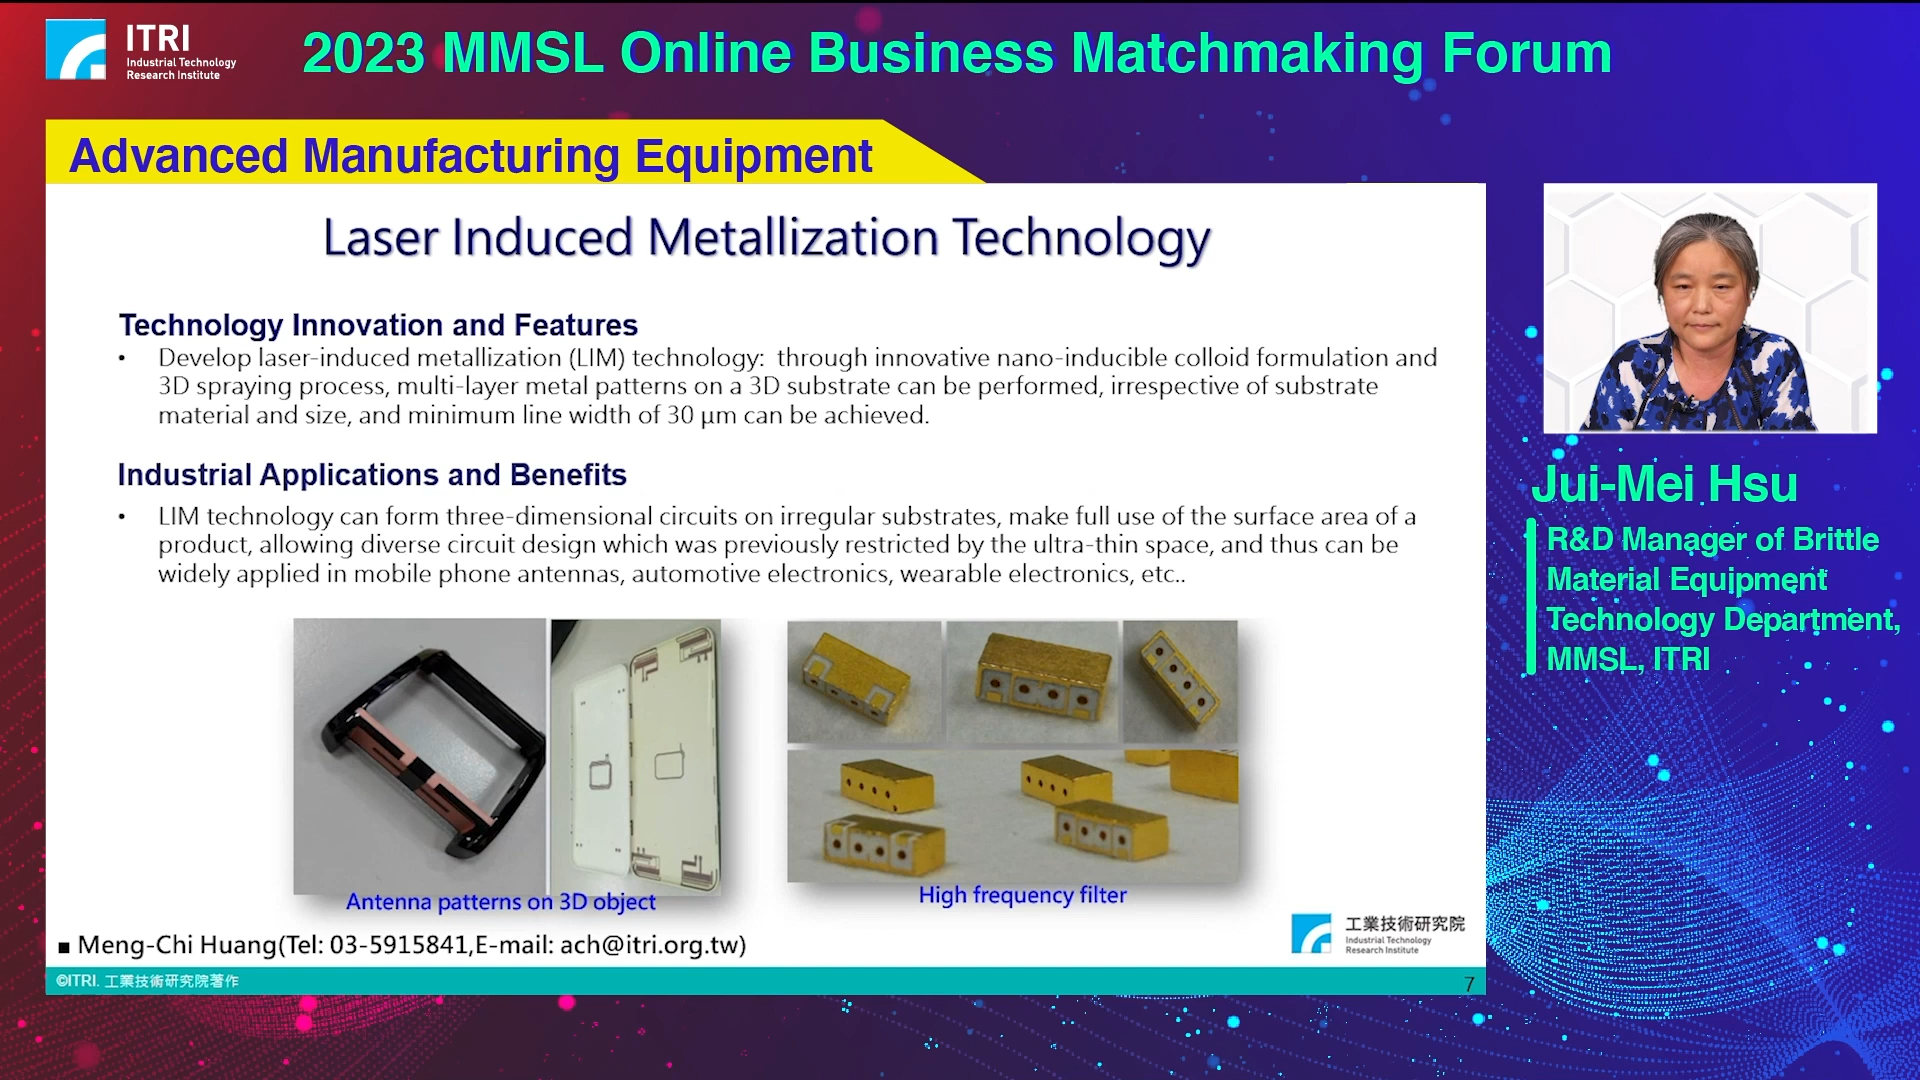 ITRI
Industrial Technology
Research Institute
2023 MMSL Online Business Matchmaking Forum
Advanced Manufacturing Equipment
Laser Induced Metallization Technology
Technology Innovation and Features
• Develop laser-induced metallization (LIM) technology: through innovative nano-inducible colloid formulation and
3D spraying process, multi-layer metal patterns on a 3D substrate can be performed, irrespective of substrate
material and size, and minimum line width of 30 μm can be achieved.
Industrial Applications and Benefits
• LIM technology can form three-dimensional circuits on irregular substrates, make full use of the surface area of a
product, allowing diverse circuit design which was previously restricted by the ultra-thin space, and thus can be
widely applied in mobile phone antennas, automotive electronics, wearable electronics, etc..
Antenna patterns on 3D object
High frequency filter
■ Meng-Chi Huang(Tel: 03-5915841,E-mail: ach@itri.org.tw)
工業技術研究院
Industrial Technology
Research Institute
©ITRI. 工業技術研究院著作
7
Jui-Mei Hsu
R&D Manager of Brittle
Material Equipment
Technology Department,
MMSL, ITRI